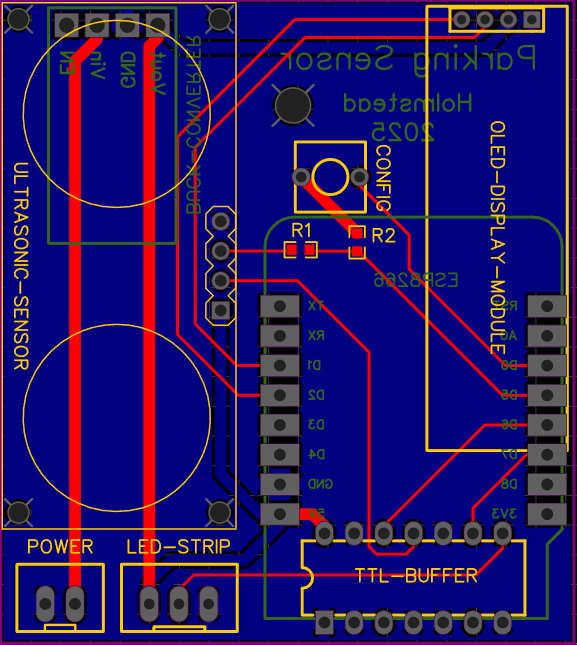 EN
Vin
GND
Vout
BUCK-CONVERTER
Parking Sensor
Holmstead
2025
OLED-DISPLAY-MODULE
CONFIG
ULTRASONIC-SENSOR
R1
R2
ESP8266
TX
RST
RX
A0
D1
D0
D2
D5
D3
D6
D4
D7
GND
D8
5V
3V3
POWER
LED-STRIP
TTL-BUFFER